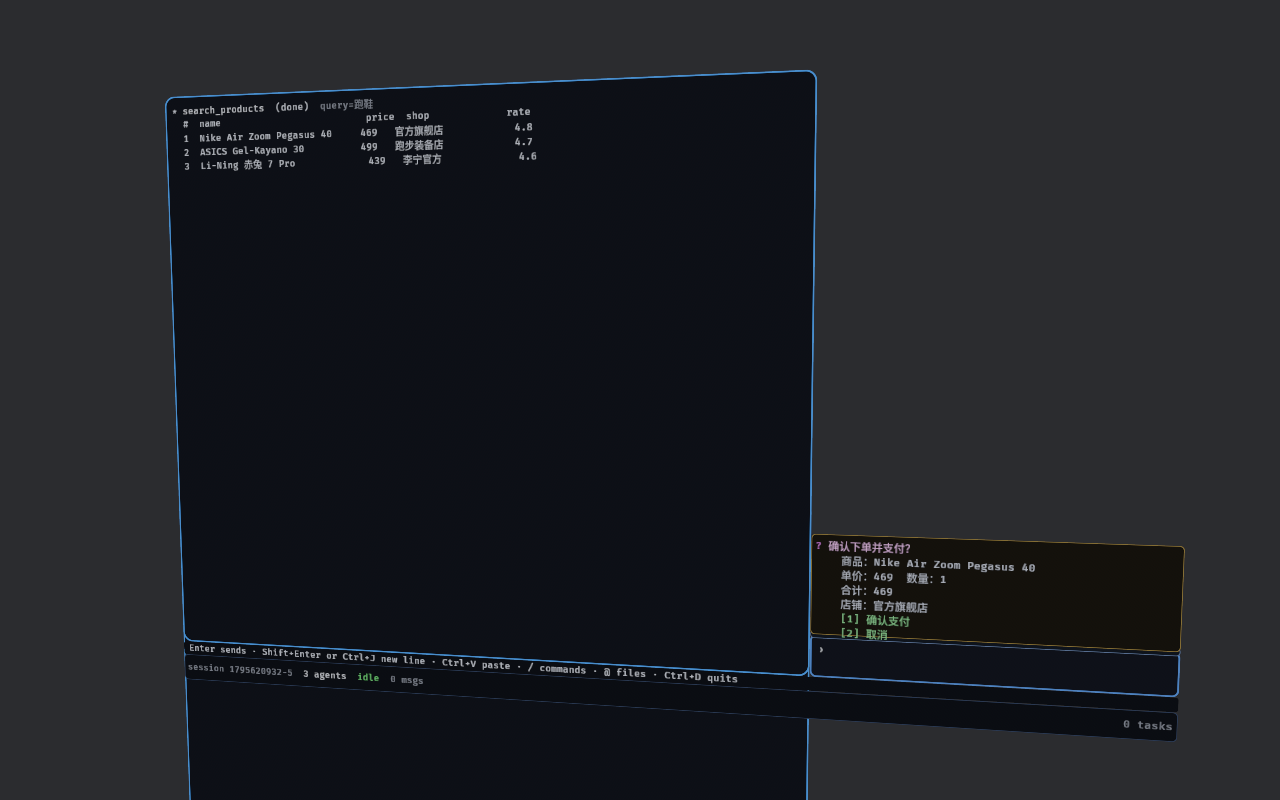 * search_products (done) query=跑鞋
# name price shop rate
1 Nike Air Zoom Pegasus 40 469 官方旗舰店 4.8
2 ASICS Gel-Kayano 30 499 跑步装备店 4.7
3 Li-Ning 赤兔 7 Pro 439 李宁官方 4.6
? 确认下单并支付?
商品: Nike Air Zoom Pegasus 40
单价: 469 数量: 1
合计: 469
店铺: 官方旗舰店
[1] 确认支付
[2] 取消
›
Enter sends · Shift+Enter or Ctrl+J new line · Ctrl+V paste · / commands · @ files · Ctrl+D quits
session 1795620932-5 3 agents idle 0 msgs
0 tasks